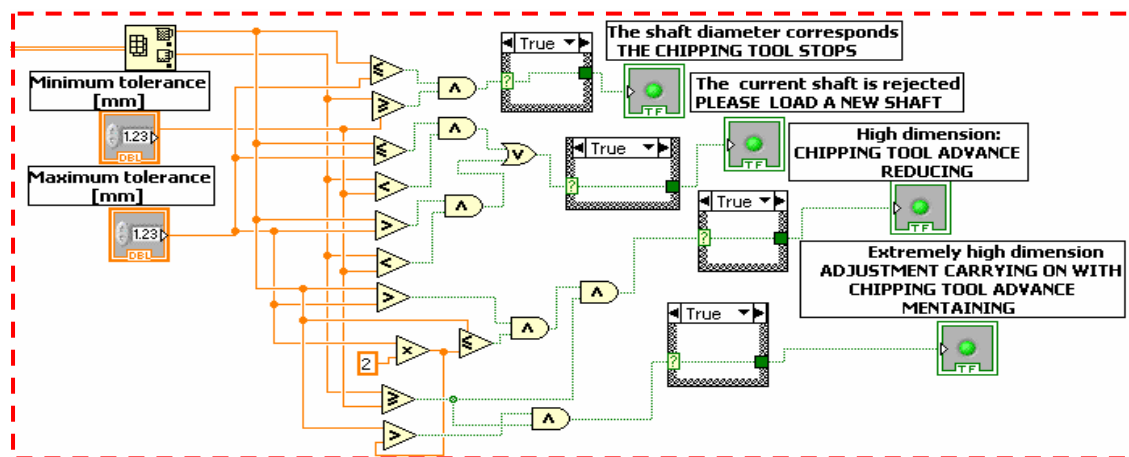 True
The shaft diameter corresponds
THE CHIPPING TOOL STOPS
TF
Minimum tolerance
[mm]
1.23
DBL
The current shaft is rejected
PLEASE LOAD A NEW SHAFT
TF
True
High dimension:
CHIPPING TOOL ADVANCE
REDUCING
TF
Maximum tolerance
[mm]
1.23
DBL
True
Extremely high dimension
ADJUSTMENT CARRYING ON WITH
CHIPPING TOOL ADVANCE
MENTAINING
TF
True
2